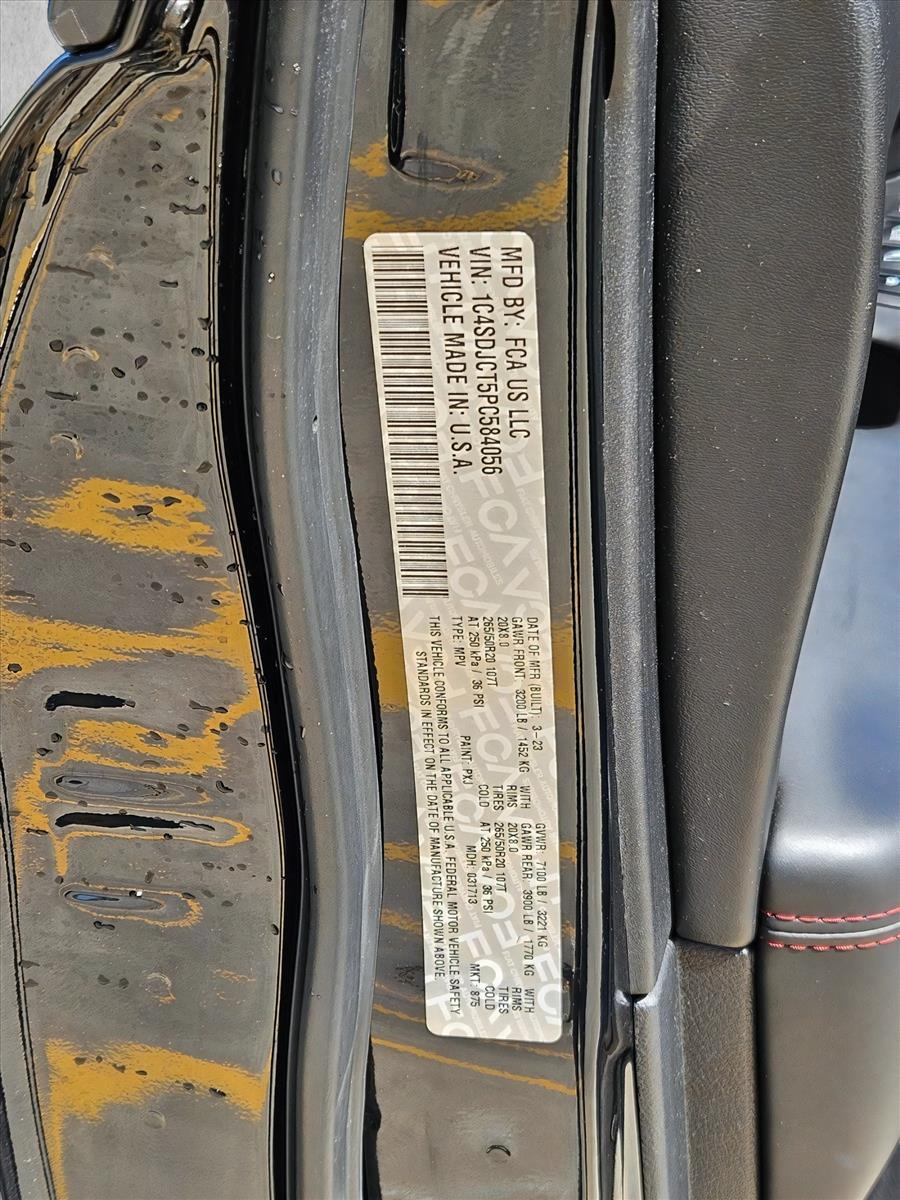 MFD BY: FCA US LLC
VIN: 1C4SDJCT5PC584056
VEHICLE MADE IN: U.S.A.
DATE OF MFR (BUILT): 3-23 GVWR: 7100 LB / 3221 KG
GAWR FRONT: 3200 LB / 1452 KG WITH GAWR REAR: 3900 LB / 1770 KG WITH
20X8.0 RIMS 20X8.0 RIMS
265/50R20 107T TIRES 265/50R20 107T TIRES
AT 250 kPa / 36 PSI COLD AT 250 kPa / 36 PSI COLD
TYPE: MPV PAINT: PXJ MDH: 031713 MKT: 875
THIS VEHICLE CONFORMS TO ALL APPLICABLE U.S.A. FEDERAL MOTOR VEHICLE SAFETY
STANDARDS IN EFFECT ON THE DATE OF MANUFACTURE SHOWN ABOVE.